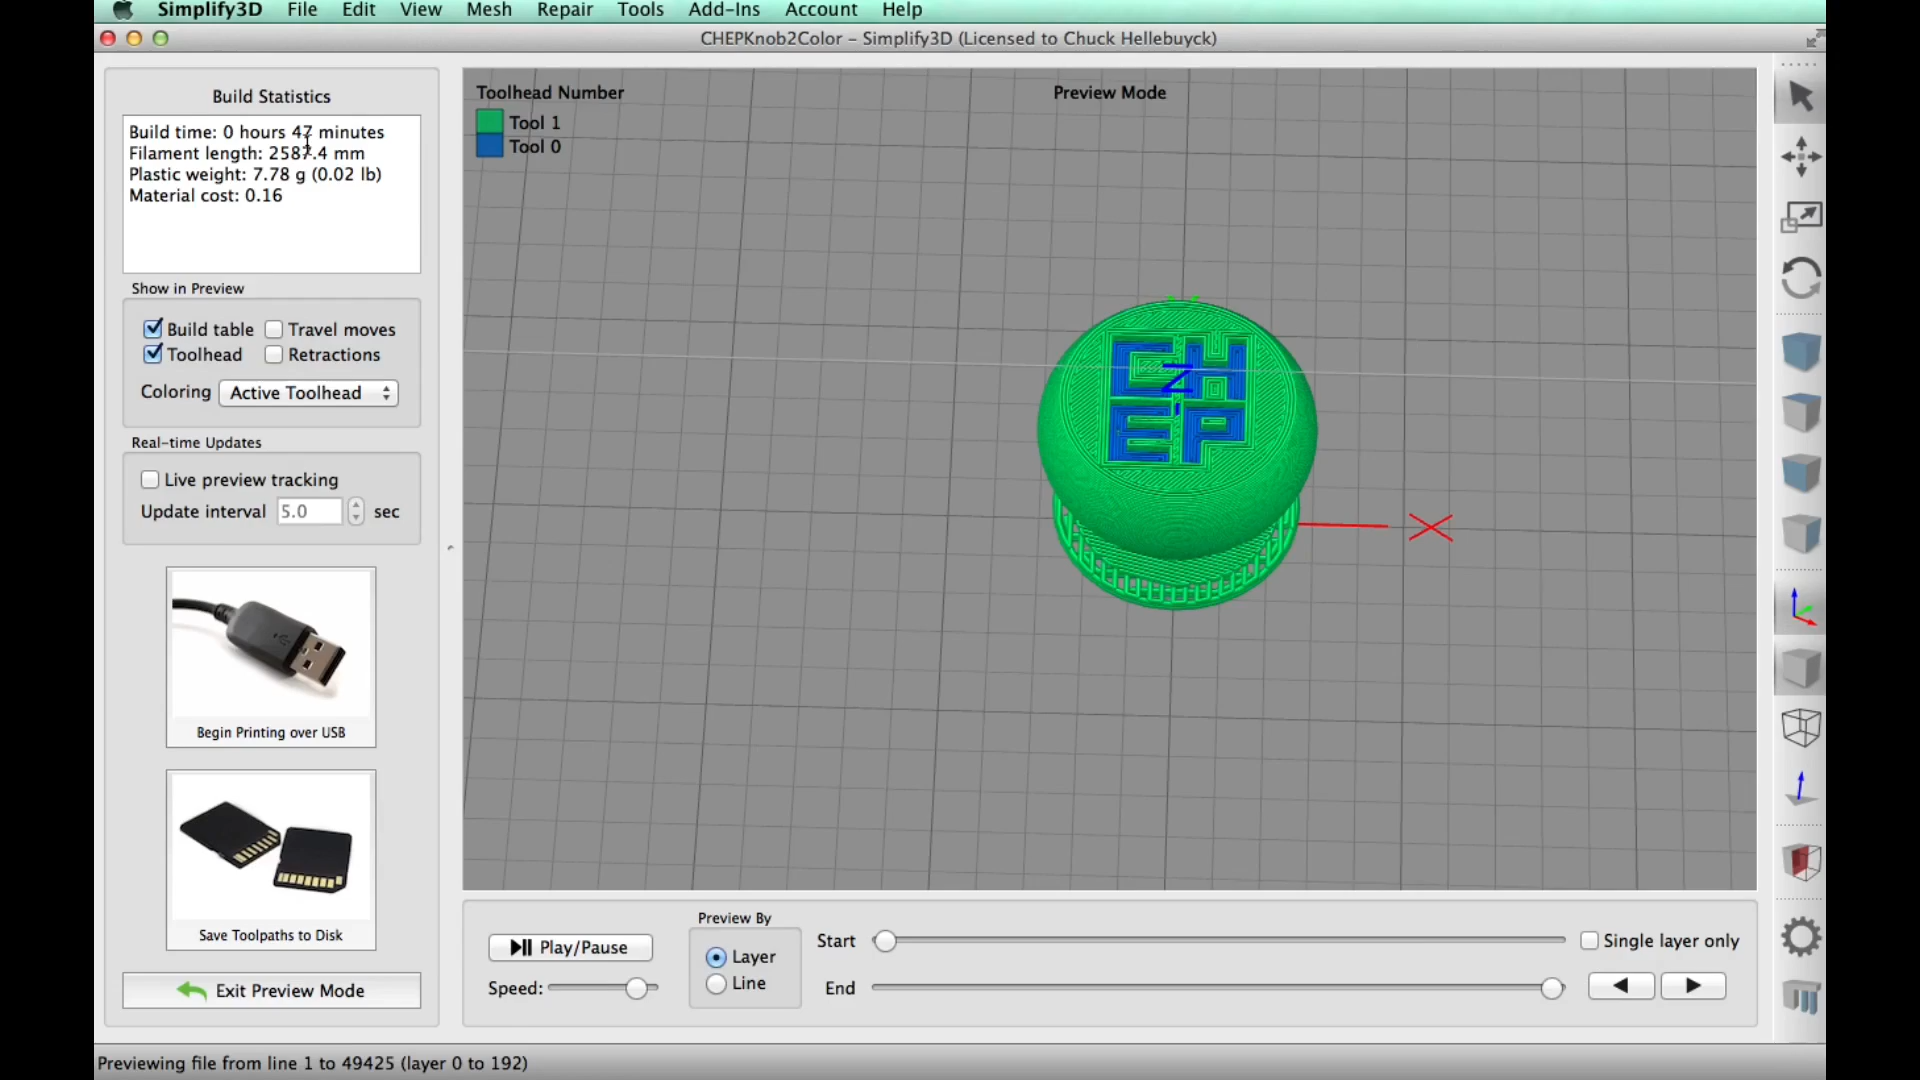 Simplify3D File Edit View Mesh Repair Tools Add-Ins Account Help
CHEPKnob2Color - Simplify3D (Licensed to Chuck Hellebuyck)
Build Statistics
Build time: 0 hours 47 minutes
Filament length: 2587.4 mm
Plastic weight: 7.78 g (0.02 lb)
Material cost: 0.16
Show in Preview
Build table Travel moves
Toolhead Retractions
Coloring Active Toolhead
Real-time Updates
Live preview tracking
Update interval 5.0 sec
Begin Printing over USB
Save Toolpaths to Disk
Exit Preview Mode
Toolhead Number
Tool 1
Tool 0
Preview Mode
CH
EP
Z
X
Play/Pause
Speed:
Preview By
Layer
Line
Start
End
Single layer only
Previewing file from line 1 to 49425 (layer 0 to 192)